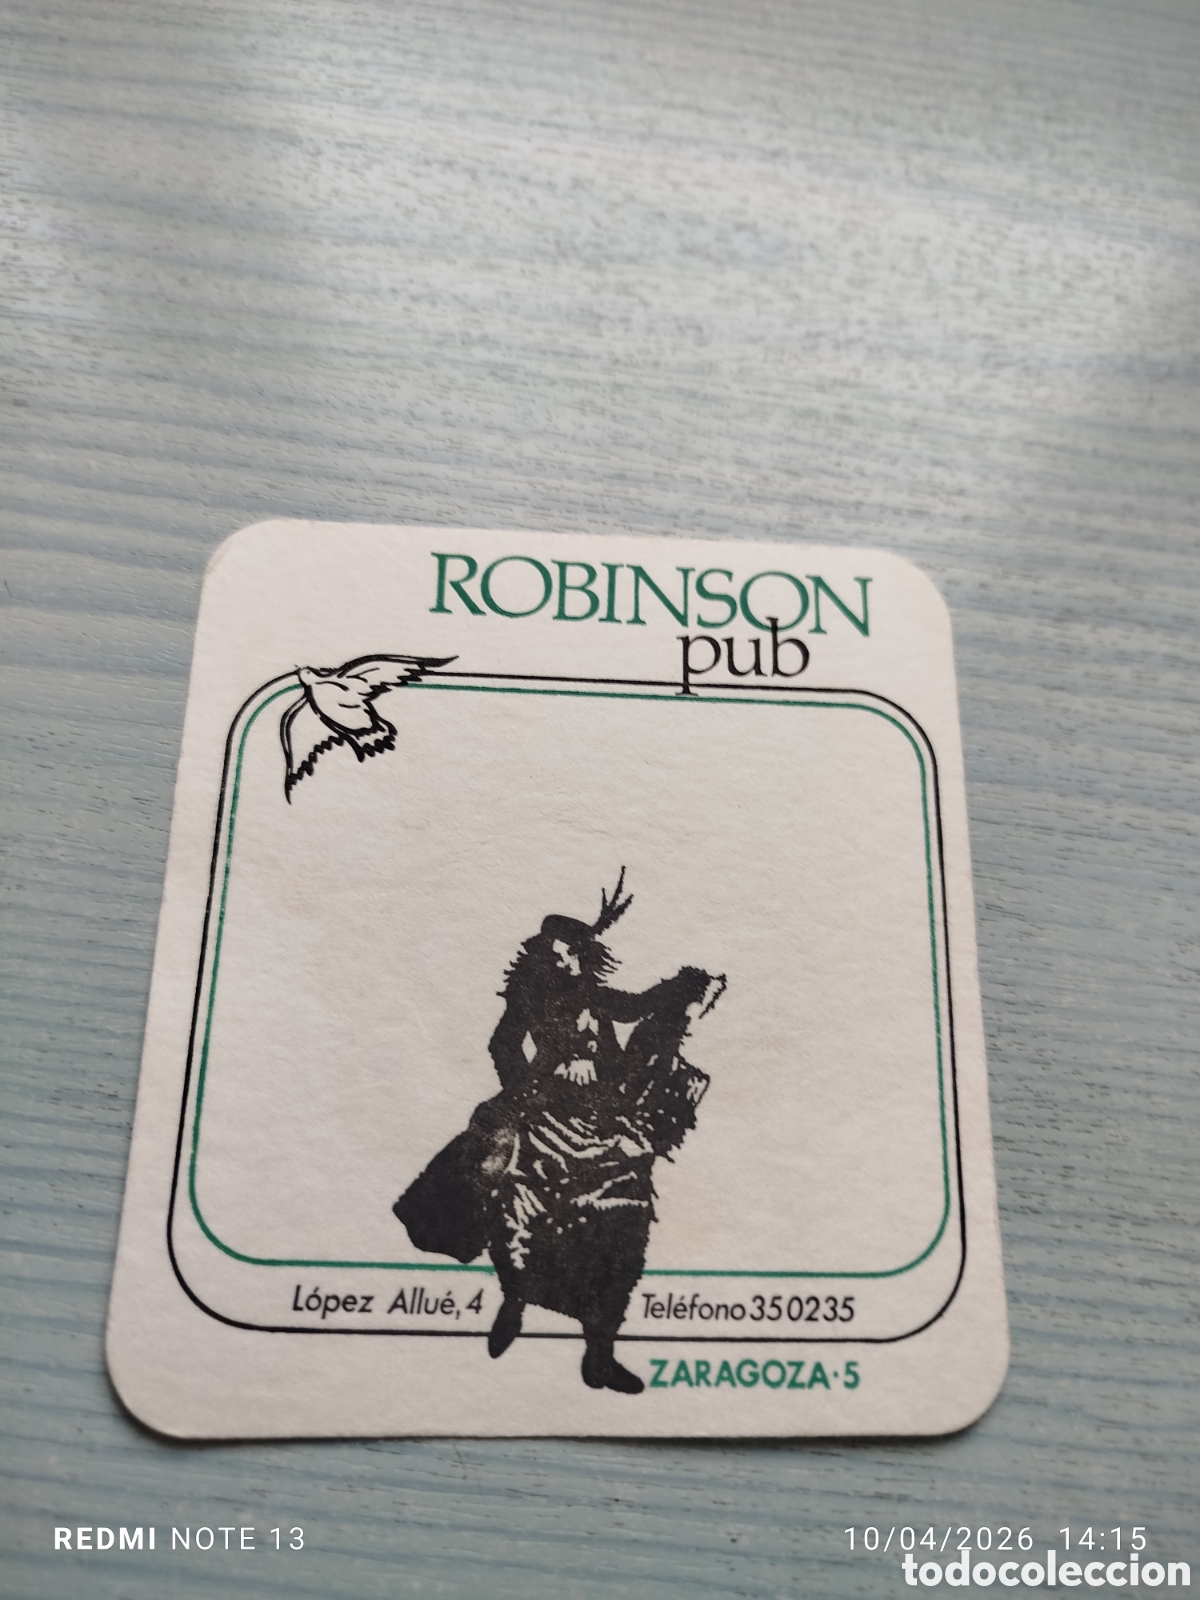 ROBINSON
pub
López Allué, 4
Teléfono 350235
ZARAGOZA·5
REDMI NOTE 13
10/04/2026 14:15
todocoleccion